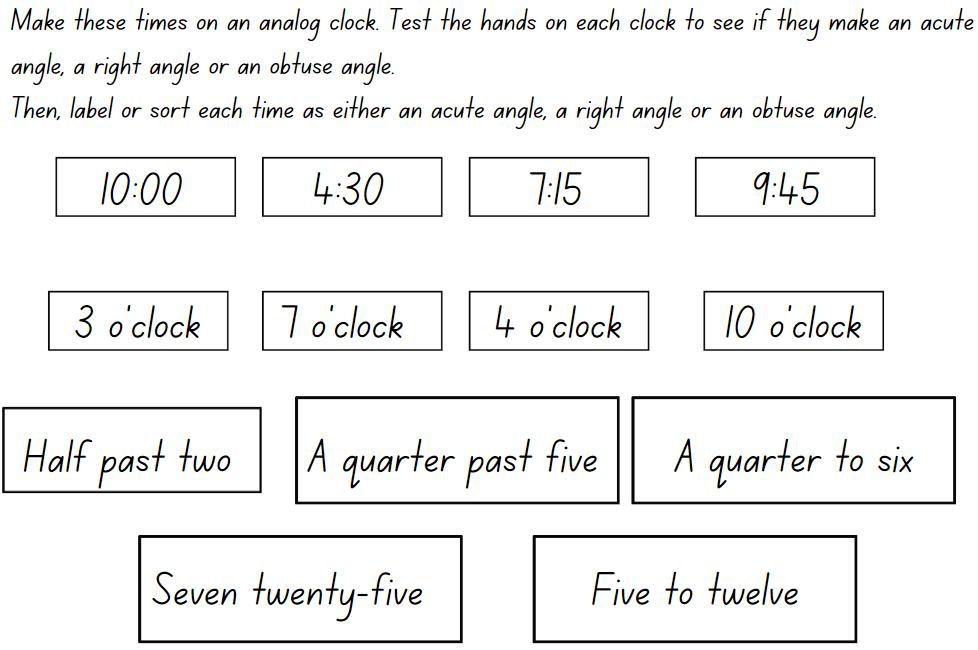 Make these times on an analog clock. Test the hands on each clock to see if they make an acute
angle, a right angle or an obtuse angle.
Then, label or sort each time as either an acute angle, a right angle or an obtuse angle.
10:00 4:30 7:15 9:45
3 o'clock 7 o'clock 4 o'clock 10 o'clock
Half past two A quarter past five A quarter to six
Seven twenty-five Five to twelve